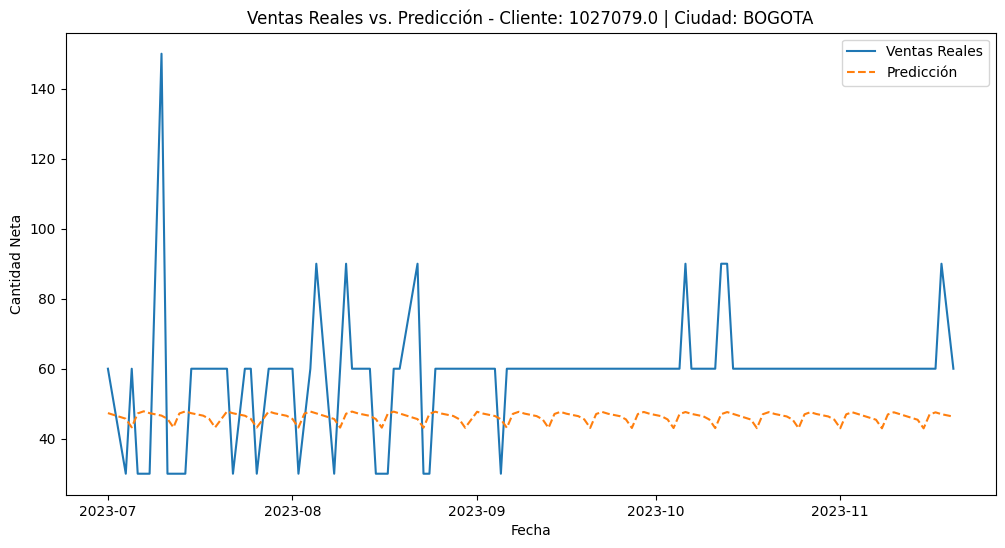 Ventas Reales vs. Predicción - Cliente: 1027079.0 | Ciudad: BOGOTA
Ventas Reales
Predicción
Cantidad Neta
140
120
100
80
60
40
2023-07
2023-08
2023-09
2023-10
2023-11
Fecha